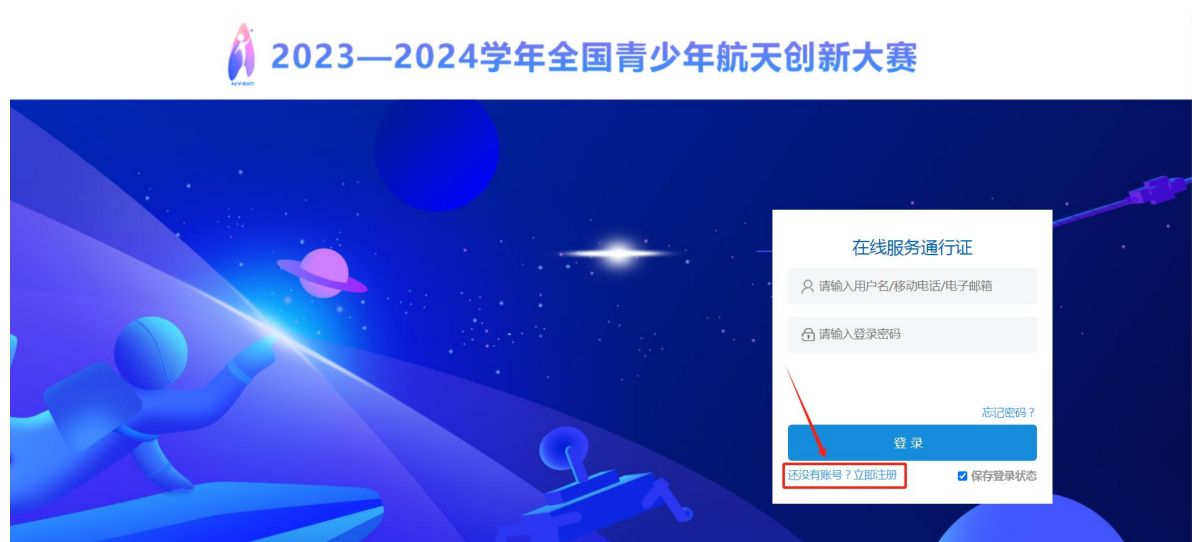 NYSIC
2023—2024学年全国青少年航天创新大赛
在线服务通行证
请输入用户名/移动电话/电子邮箱
请输入登录密码
忘记密码？
登 录
还没有账号？立即注册
保存登录状态